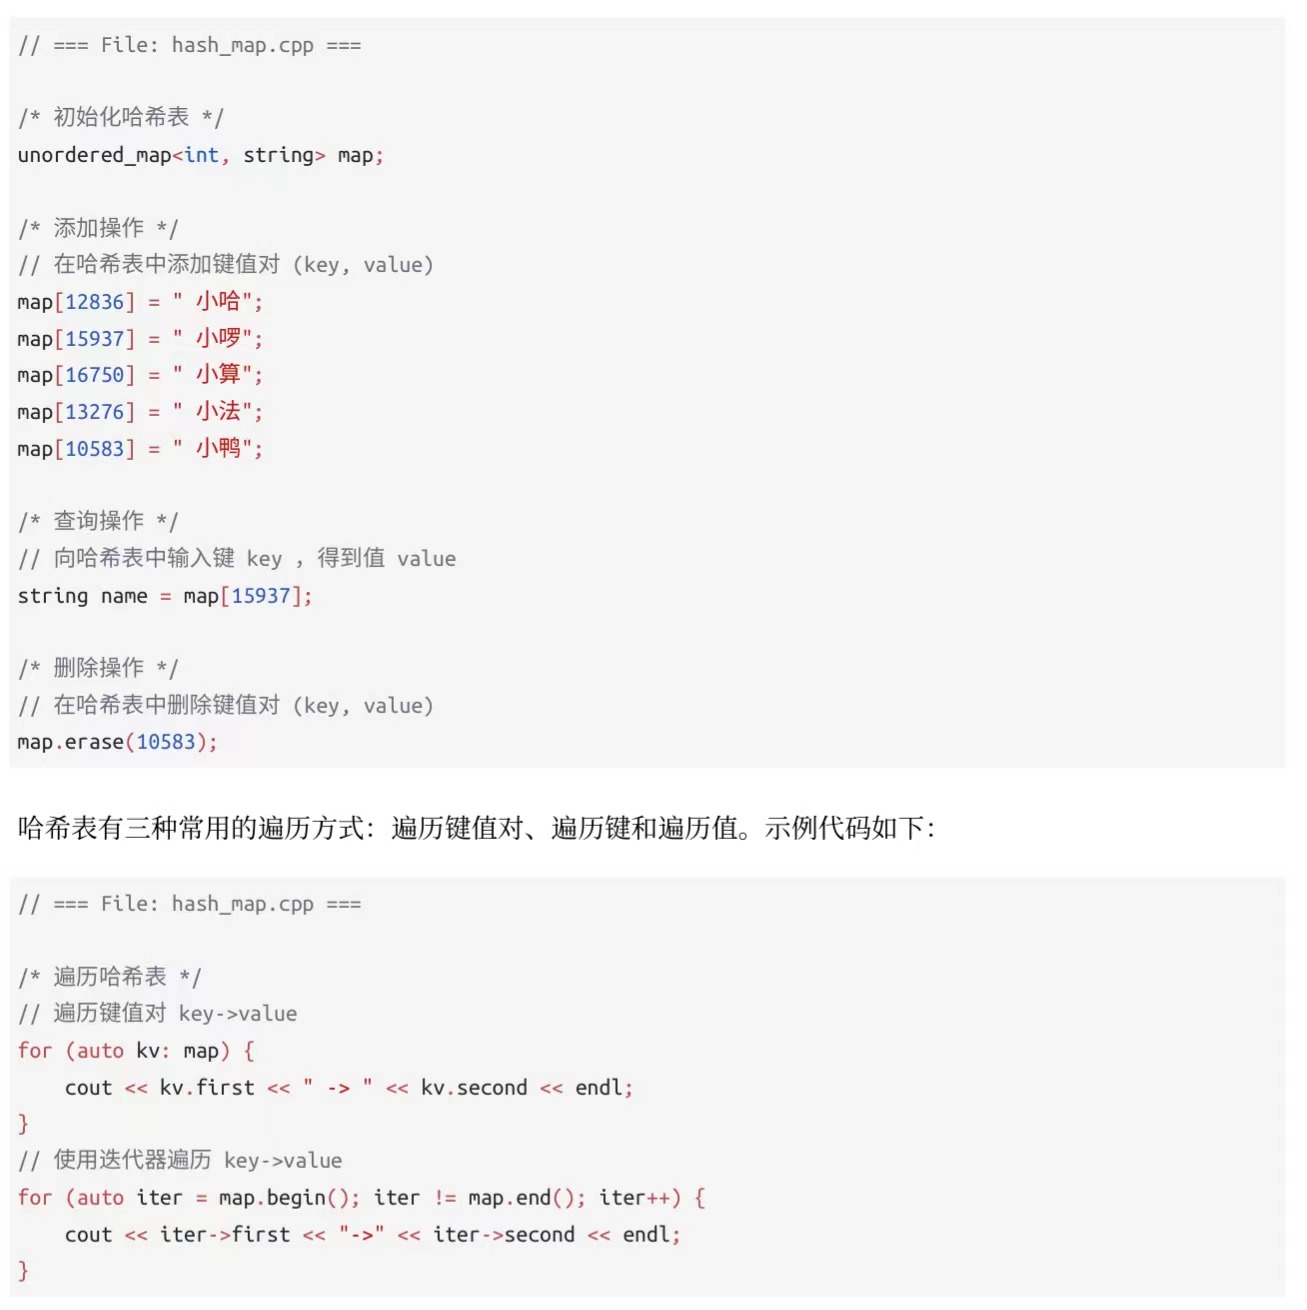 // === File: hash_map.cpp ===
/* 初始化哈希表 */
unordered_map<int, string> map;
/* 添加操作 */
// 在哈希表中添加键值对 (key, value)
map[12836] = " 小哈";
map[15937] = " 小啰";
map[16750] = " 小算";
map[13276] = " 小法";
map[10583] = " 小鸭";
/* 查询操作 */
// 向哈希表中输入键 key ，得到值 value
string name = map[15937];
/* 删除操作 */
// 在哈希表中删除键值对 (key, value)
map.erase(10583);
哈希表有三种常用的遍历方式：遍历键值对、遍历键和遍历值。示例代码如下：
// === File: hash_map.cpp ===
/* 遍历哈希表 */
// 遍历键值对 key->value
for (auto kv: map) {
    cout << kv.first << " -> " << kv.second << endl;
}
// 使用迭代器遍历 key->value
for (auto iter = map.begin(); iter != map.end(); iter++) {
    cout << iter->first << "->" << iter->second << endl;
}